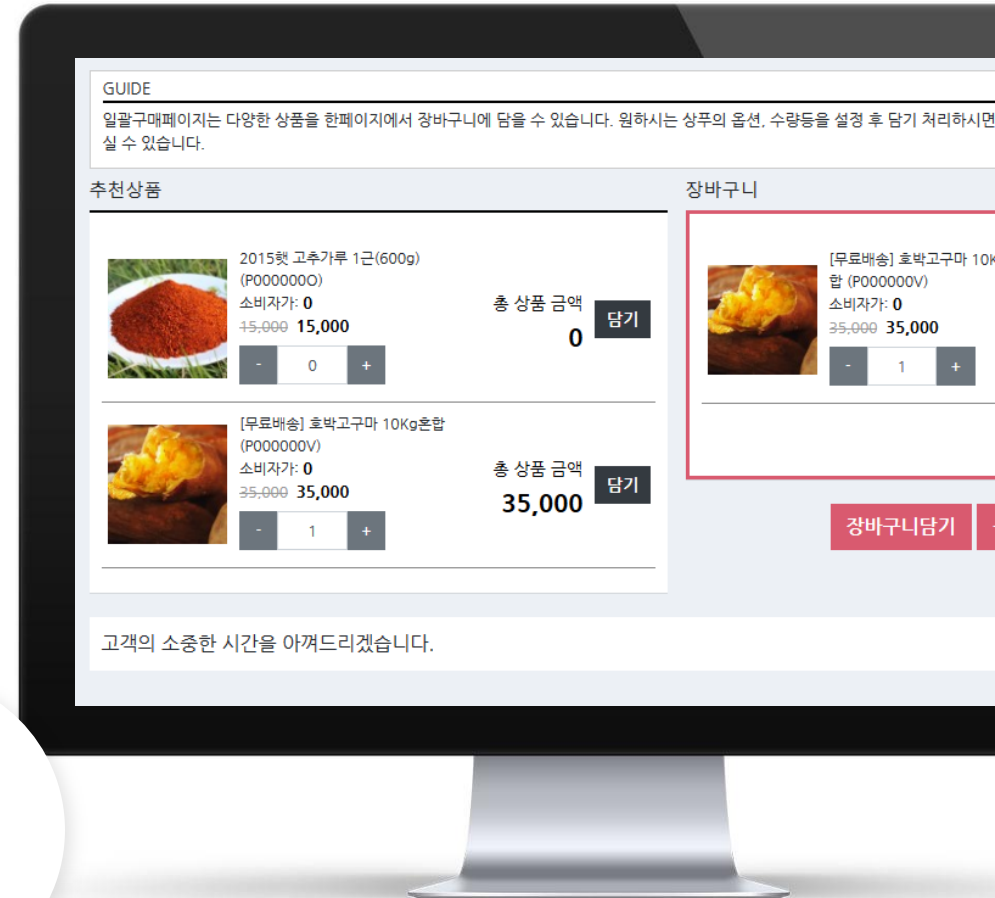 GUIDE
일괄구매페이지는 다양한 상품을 한페이지에서 장바구니에 담을 수 있습니다. 원하시는 상푸의 옵션, 수량등을 설정 후 담기 처리하시면
실 수 있습니다.
추천상품
2015햇 고추가루 1근(600g)
(P000000O)
소비자가: 0
15,000 15,000
- 0 +
총 상품 금액
0
담기
[무료배송] 호박고구마 10Kg혼합
(P000000V)
소비자가: 0
35,000 35,000
- 1 +
총 상품 금액
35,000
담기
장바구니
[무료배송] 호박고구마 10K
합 (P000000V)
소비자가: 0
35,000 35,000
- 1 +
장바구니담기
고객의 소중한 시간을 아껴드리겠습니다.